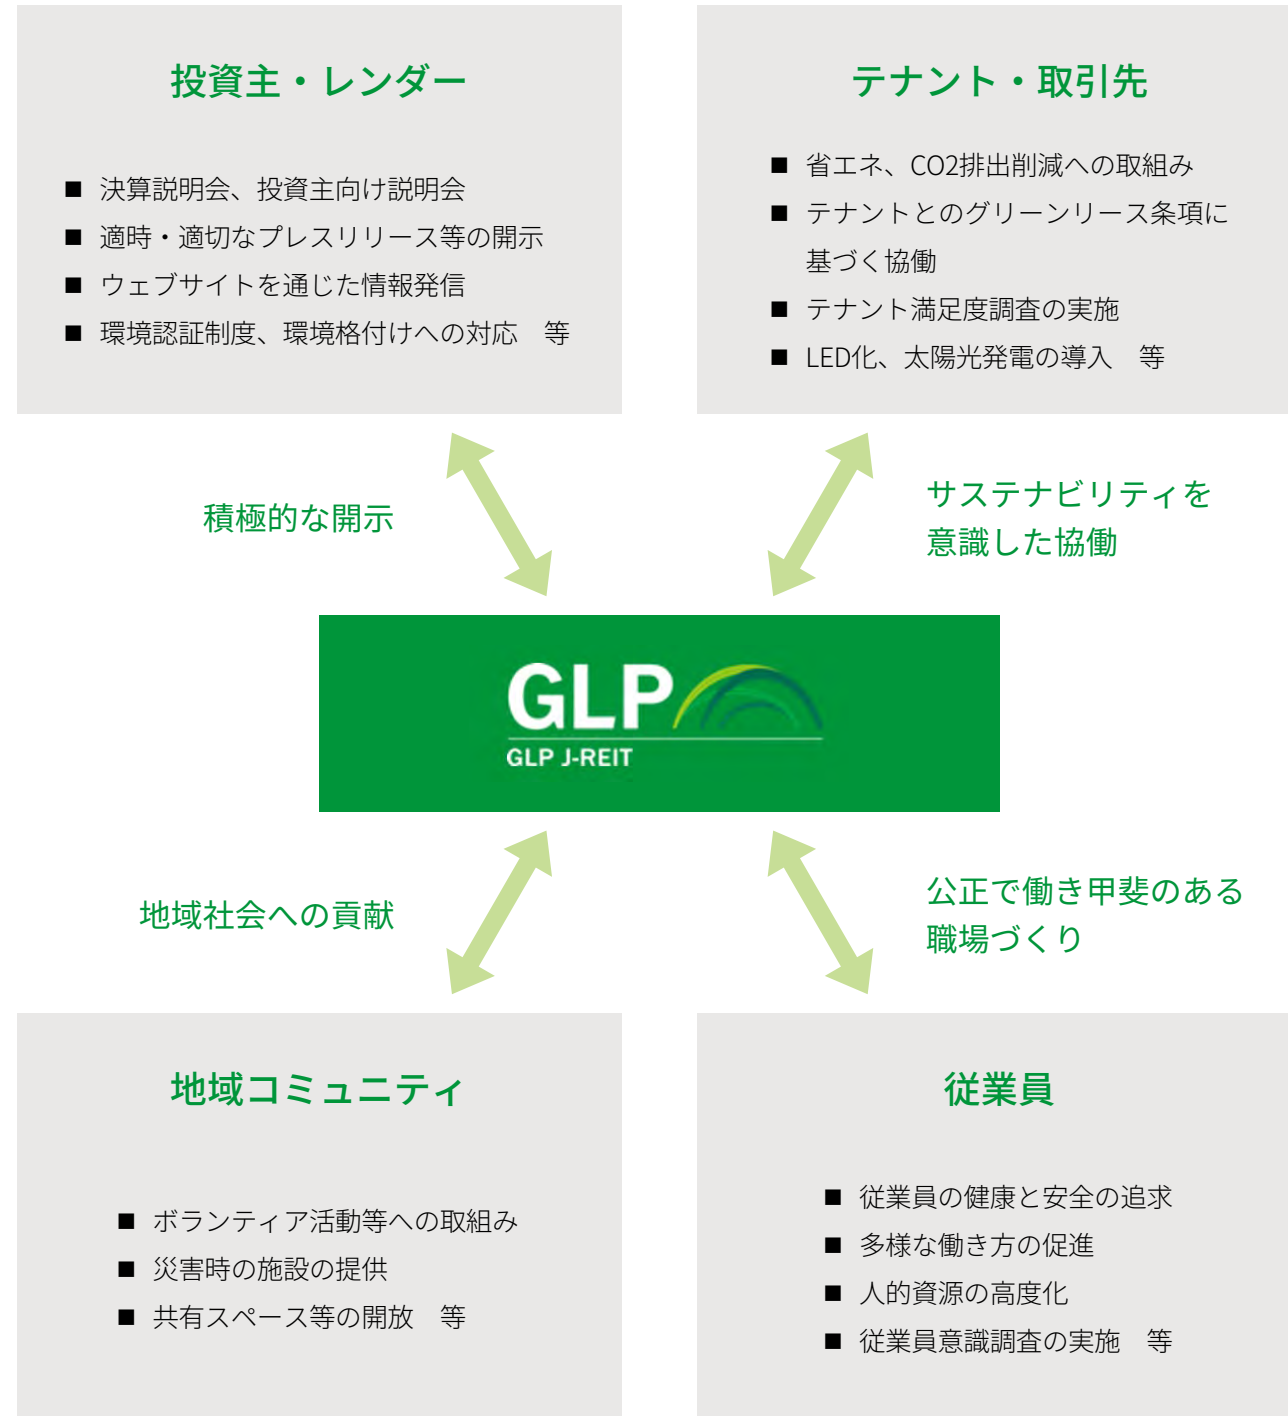 投資主・レンダー
■ 決算説明会、投資主向け説明会
■ 適時・適切なプレスリリース等の開示
■ ウェブサイトを通じた情報発信
■ 環境認証制度、環境格付けへの対応　等
テナント・取引先
■ 省エネ、CO2排出削減への取組み
■ テナントとのグリーンリース条項に
基づく協働
■ テナント満足度調査の実施
■ LED化、太陽光発電の導入　等
積極的な開示
サステナビリティを
意識した協働
GLP
GLP J-REIT
地域社会への貢献
公正で働き甲斐のある
職場づくり
地域コミュニティ
■ ボランティア活動等への取組み
■ 災害時の施設の提供
■ 共有スペース等の開放　等
従業員
■ 従業員の健康と安全の追求
■ 多様な働き方の促進
■ 人的資源の高度化
■ 従業員意識調査の実施　等